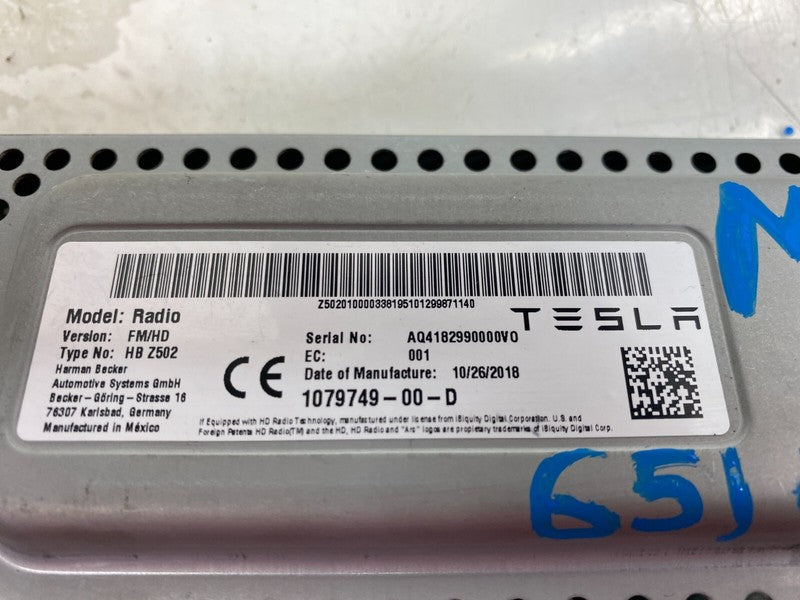 Z50201000033819510129987 1140
TESLA
Model: Radio
Version: FM/HD
Type No: HB Z502
Harman Becker
Automotive Systems GmbH
Becker-Göring-Strasse 16
76307 Karlsbad, Germany
Manufactured in México
CE
Serial No: AQ4182990000VO
EC: 001
Date of Manufacture: 10/26/2018
1079749-00-D
If Equipped with HD Radio Technology, manufactured under license from iBiquity Digital Corporation. U.S. and
Foreign Patents HD Radio(TM) and the HD, HD Radio and "Arc" logos are proprietary trademarks of iBiquity Digital Corp.
651